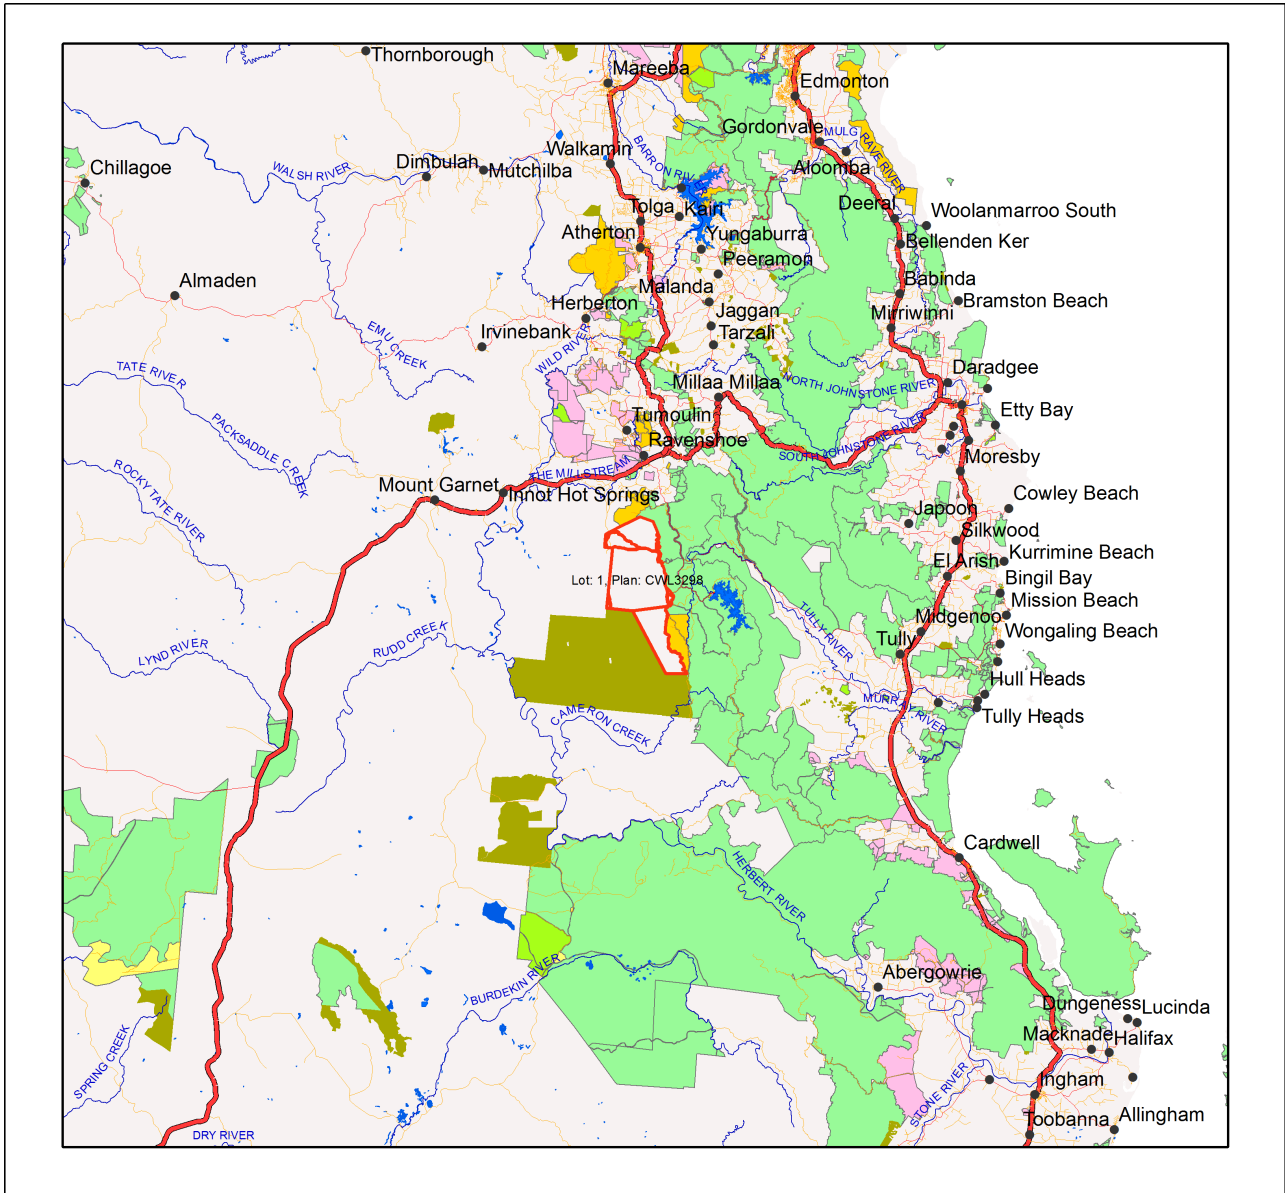 Thornborough
Mareeba
Edmonton
Gordonvale
MULG
RAVE RIVER
Walkamin
BARRON RIVER
Aloomba
Chillagoe
WALSH RIVER
Dimbulah
Mutchilba
Deeral
Tolga
Kairi
Woolanmarroo South
Atherton
Yungaburra
Bellenden Ker
Peeramon
Almaden
Malanda
Babinda
Herberton
Jaggan
Bramston Beach
Mirriwinni
EMU CREEK
Irvinebank
WILD RIVER
Tarzali
TATE RIVER
Daradgee
Millaa Millaa
NORTH JOHNSTONE RIVER
PACKSADDLE CREEK
Tumoulin
Etty Bay
Ravenshoe
SOUTH JOHNSTONE RIVER
Moresby
ROCKY TATE RIVER
THE MILLSTREAM
Mount Garnet
Innot Hot Springs
Cowley Beach
Japoon
Silkwood
Kurrimine Beach
El Arish
Lot: 1, Plan: CWL3298
Bingil Bay
Mission Beach
TULLY RIVER
Midgenoo
Wongaling Beach
Tully
RUDD CREEK
LYND RIVER
Hull Heads
MURRAY RIVER
Tully Heads
CAMERON CREEK
Cardwell
HERBERT RIVER
Abergowrie
BURDEKIN RIVER
Dungeness
Lucinda
Macknade
Halifax
SPRING CREEK
STONE RIVER
Ingham
Toobanna
Allingham
DRY RIVER